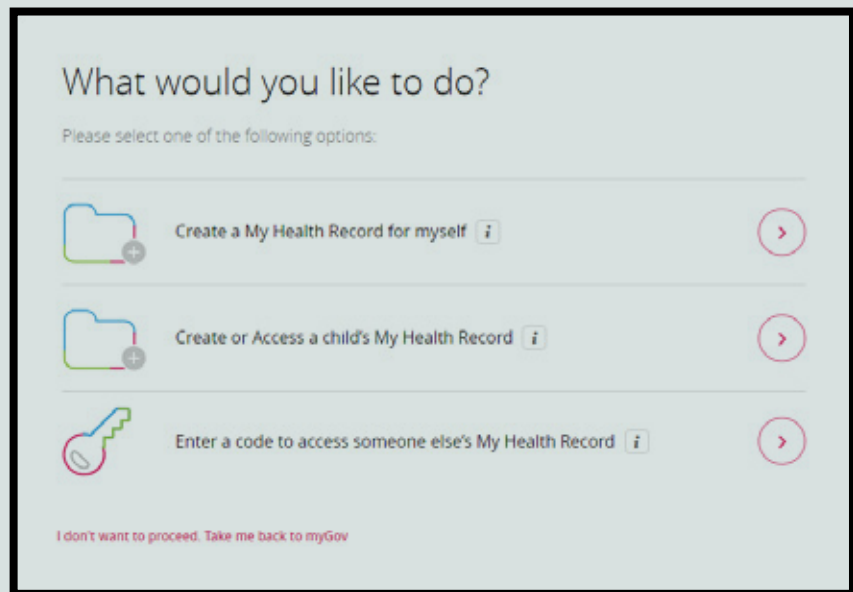 What would you like to do?
Please select one of the following options:
Create a My Health Record for myself i
Create or Access a child's My Health Record i
Enter a code to access someone else's My Health Record i
I don't want to proceed. Take me back to myGov